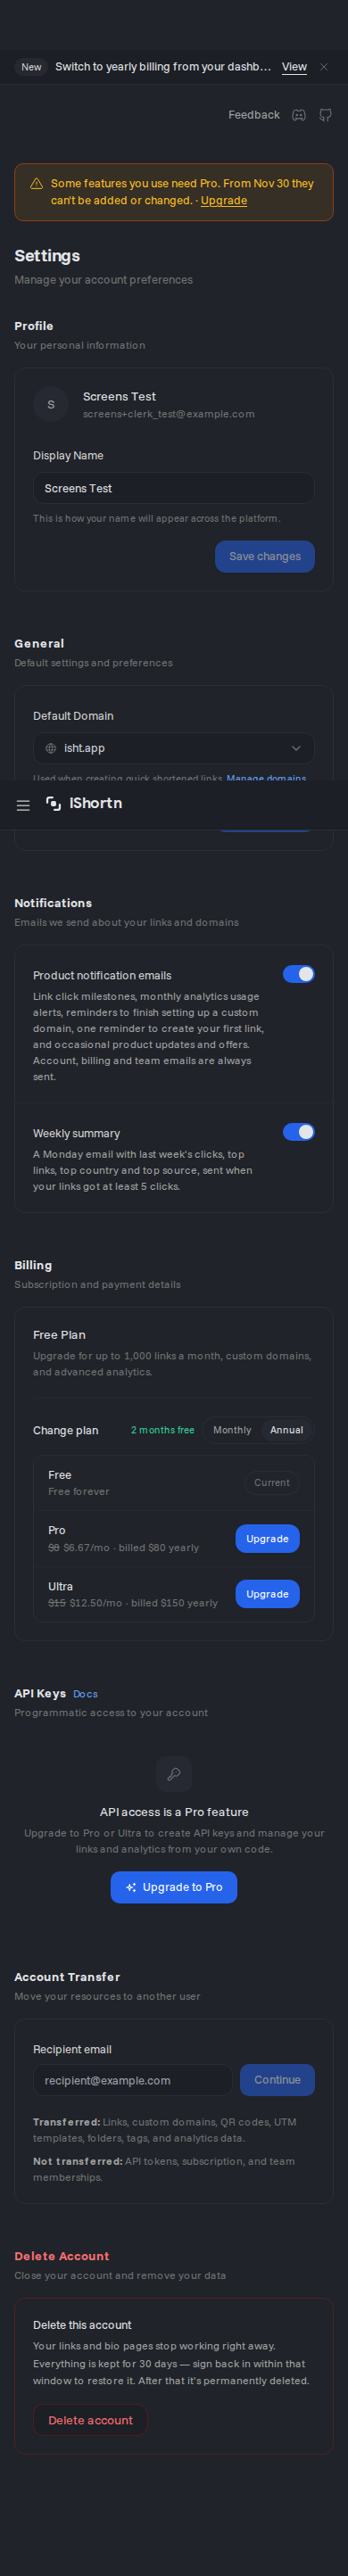 New Switch to yearly billing from your dashb... View
Feedback
Some features you use need Pro. From Nov 30 they
can't be added or changed. · Upgrade
Settings
Manage your account preferences
Profile
Your personal information
S
Screens Test
screens+clerk_test@example.com
Display Name
Screens Test
This is how your name will appear across the platform.
Save changes
General
Default settings and preferences
Default Domain
isht.app
Used when creating quick shortened links. Manage domains
IShortn
Notifications
Emails we send about your links and domains
Product notification emails
Link click milestones, monthly analytics usage
alerts, reminders to finish setting up a custom
domain, one reminder to create your first link,
and occasional product updates and offers.
Account, billing and team emails are always
sent.
Weekly summary
A Monday email with last week's clicks, top
links, top country and top source, sent when
your links got at least 5 clicks.
Billing
Subscription and payment details
Free Plan
Upgrade for up to 1,000 links a month, custom domains,
and advanced analytics.
Change plan 2 months free Monthly Annual
Free
Free forever
Current
Pro
$8 $6.67/mo · billed $80 yearly
Upgrade
Ultra
$15 $12.50/mo · billed $150 yearly
Upgrade
API Keys Docs
Programmatic access to your account
API access is a Pro feature
Upgrade to Pro or Ultra to create API keys and manage your
links and analytics from your own code.
Upgrade to Pro
Account Transfer
Move your resources to another user
Recipient email
recipient@example.com Continue
Transferred: Links, custom domains, QR codes, UTM
templates, folders, tags, and analytics data.
Not transferred: API tokens, subscription, and team
memberships.
Delete Account
Close your account and remove your data
Delete this account
Your links and bio pages stop working right away.
Everything is kept for 30 days — sign back in within that
window to restore it. After that it's permanently deleted.
Delete account